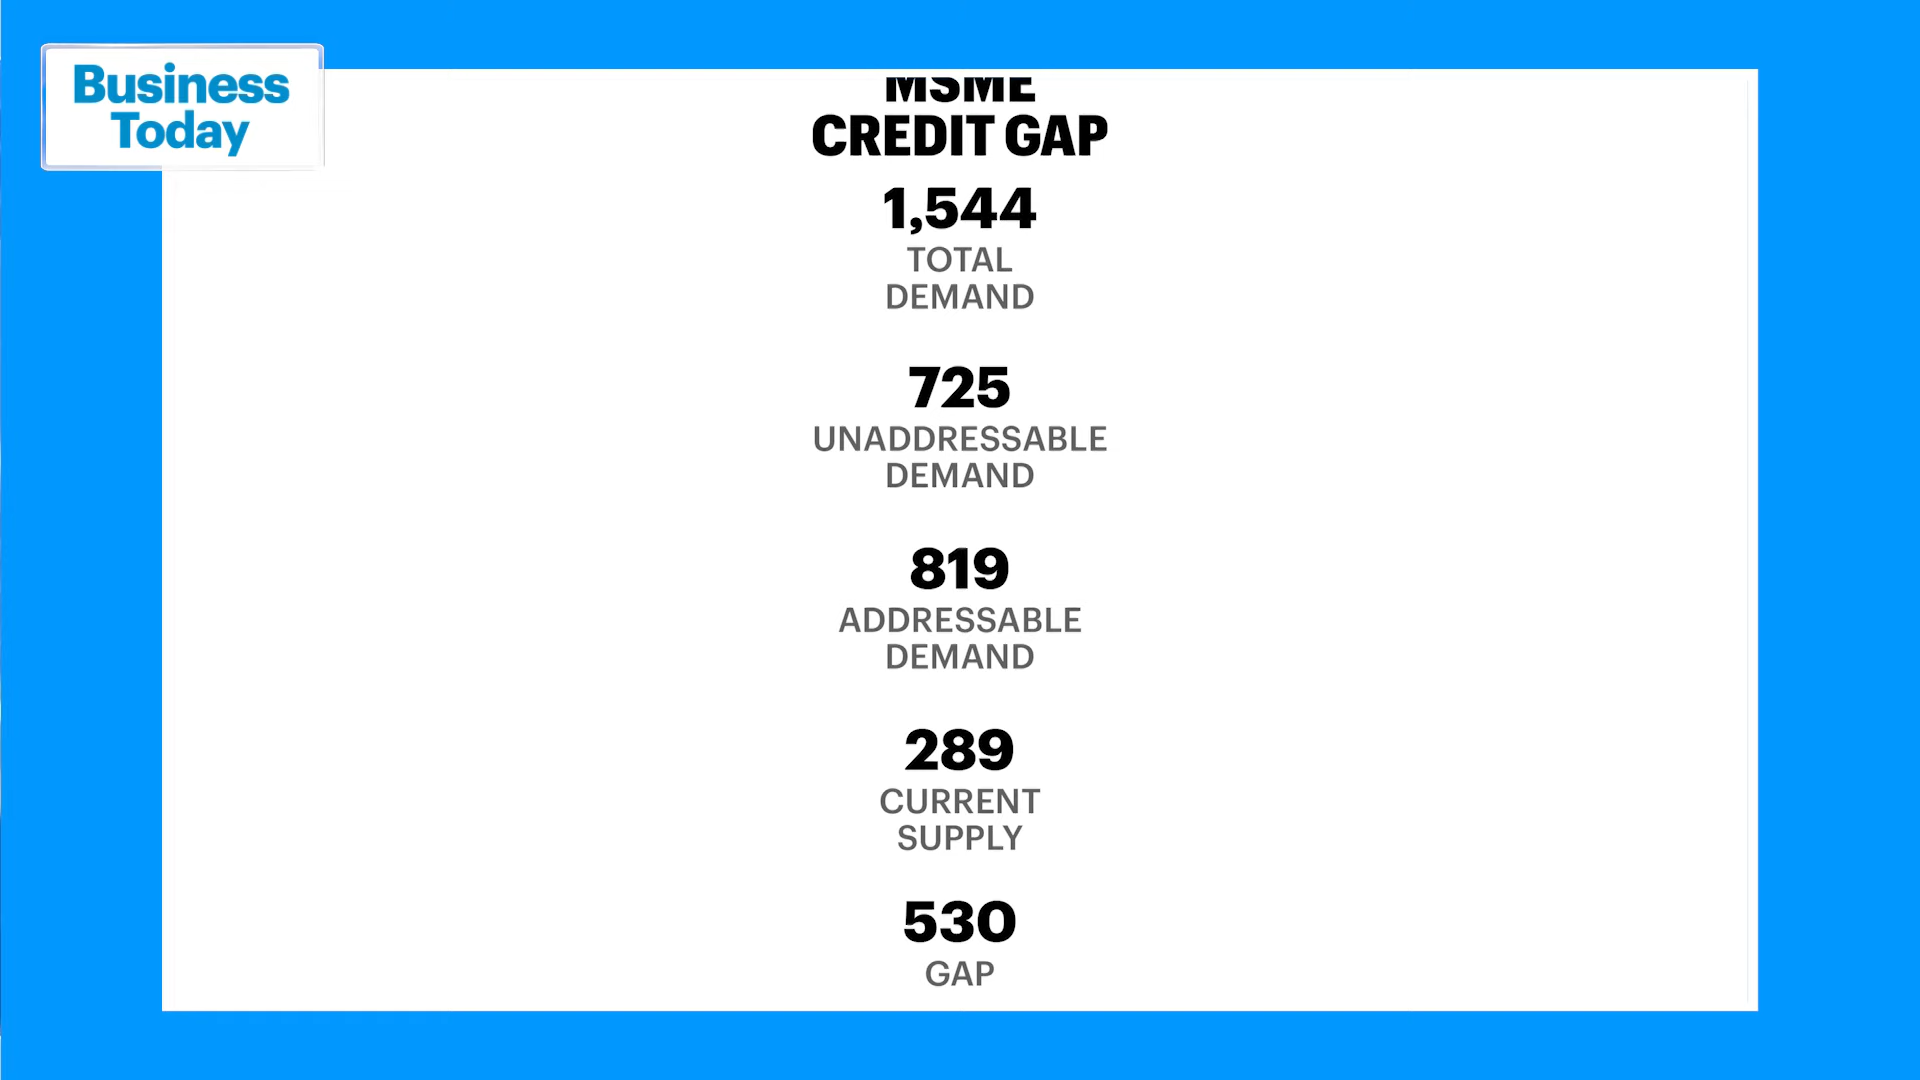 Business
Today
MSME
CREDIT GAP
1,544
TOTAL
DEMAND
725
UNADDRESSABLE
DEMAND
819
ADDRESSABLE
DEMAND
289
CURRENT
SUPPLY
530
GAP